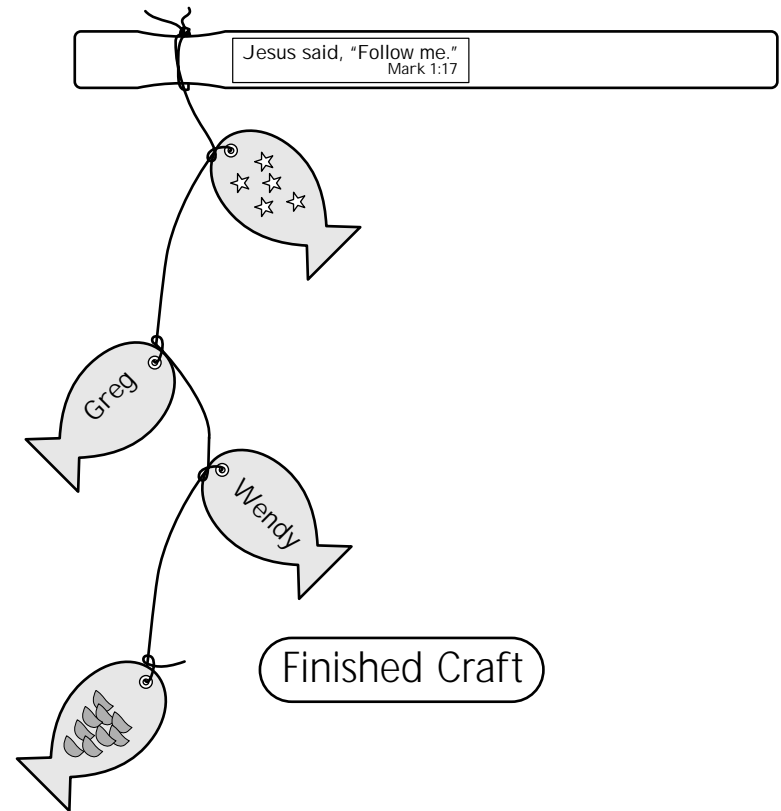 Jesus said, “Follow me.”
Mark 1:17
Greg
Wendy
Finished Craft